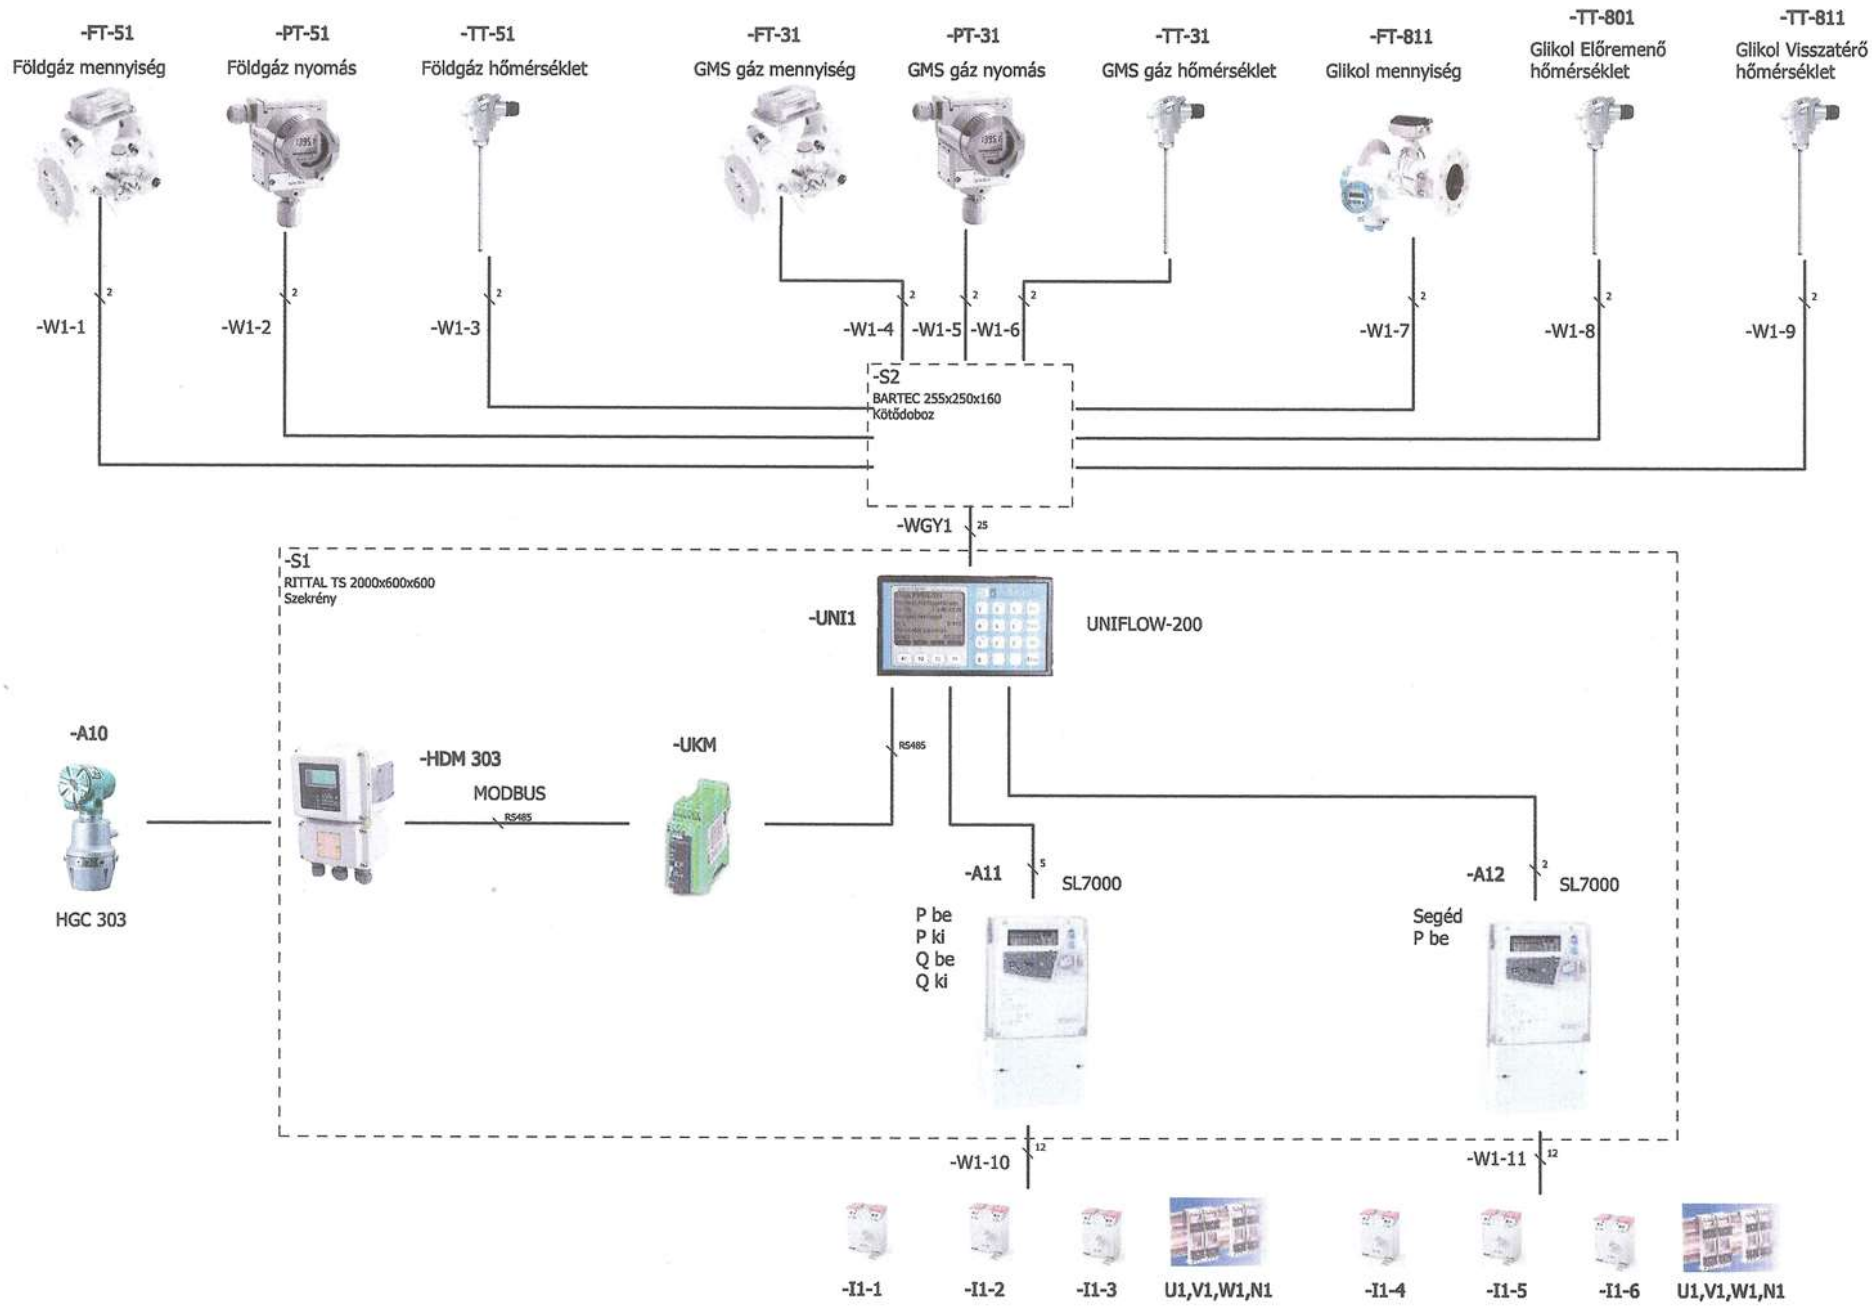 -FT-51
Földgáz mennyiség
-PT-51
Földgáz nyomás
-TT-51
Földgáz hőmérséklet
-FT-31
GMS gáz mennyiség
-PT-31
GMS gáz nyomás
-TT-31
GMS gáz hőmérséklet
-FT-811
Glikol mennyiség
-TT-801
Glikol Előremenő
hőmérséklet
-TT-811
Glikol Visszatérő
hőmérséklet
2
-W1-1
2
-W1-2
2
-W1-3
2
-W1-4
2
-W1-5
2
-W1-6
2
-W1-7
2
-W1-8
2
-W1-9
-S2
BARTEC 255x250x160
Kötődoboz
-WGY1
25
-S1
RITTAL TS 2000x600x600
Szekrény
-UNI1
UNIFLOW-200
-A10
HGC 303
-HDM 303
MODBUS
RS485
-UKM
RS485
-A11
5
SL7000
P be
P ki
Q be
Q ki
-A12
2
SL7000
Segéd
P be
-W1-10
12
-W1-11
12
-I1-1
-I1-2
-I1-3
U1,V1,W1,N1
-I1-4
-I1-5
-I1-6
U1,V1,W1,N1